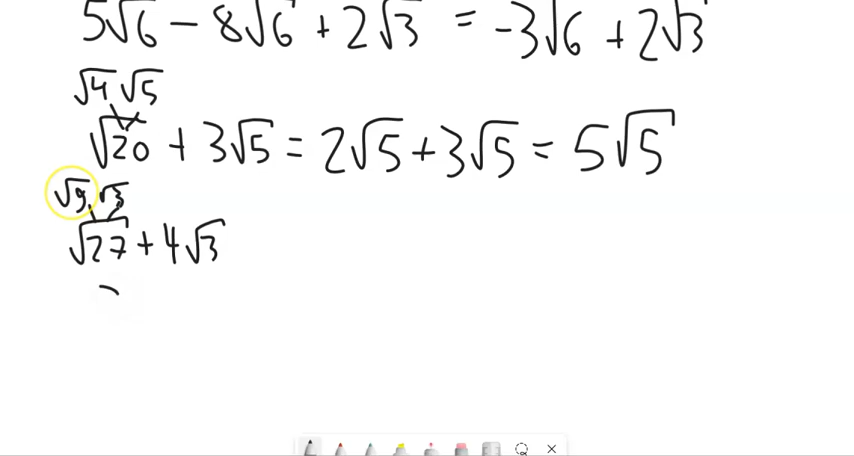 5√6 − 8√6 + 2√3 = -3√6 + 2√3
√4 √5
√20 + 3√5 = 2√5 + 3√5 = 5√5
√9 √3
√27 + 4√3